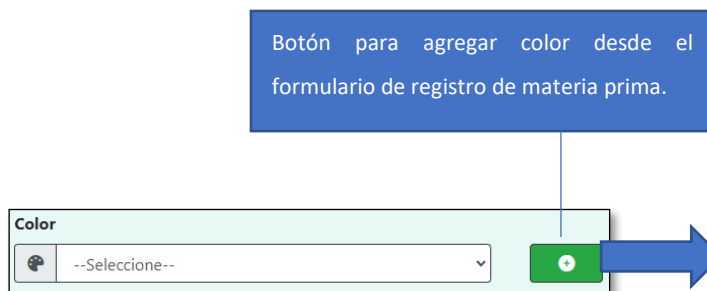 Botón para agregar color desde el
formulario de registro de materia prima.
Color
--Seleccione--